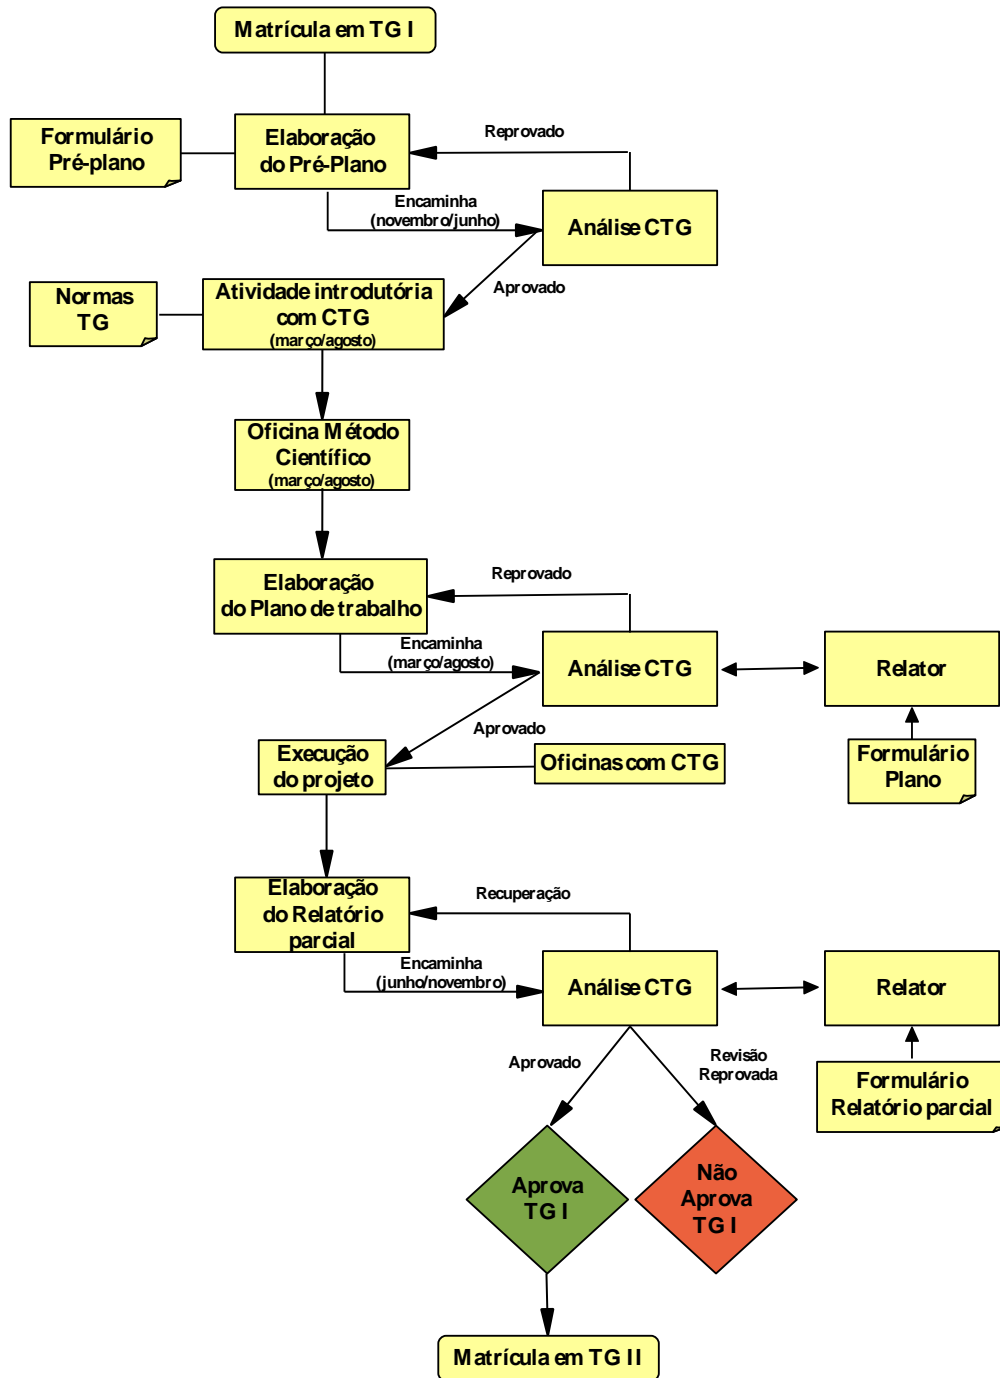 Matrícula em TG I
Formulário
Pré-plano
Elaboração
do Pré-Plano
Reprovado
Encaminha
(novembro/junho)
Análise CTG
Aprovado
Normas
TG
Atividade introdutória
com CTG
(março/agosto)
Oficina Método
Científico
(março/agosto)
Elaboração
do Plano de trabalho
Reprovado
Encaminha
(março/agosto)
Análise CTG
Relator
Aprovado
Formulário
Plano
Execução
do projeto
Oficinas com CTG
Elaboração
do Relatório
parcial
Recuperação
Encaminha
(junho/novembro)
Análise CTG
Relator
Aprovado
Revisão
Reprovada
Formulário
Relatório parcial
Aprova
TG I
Não
Aprova
TG I
Matrícula em TG II